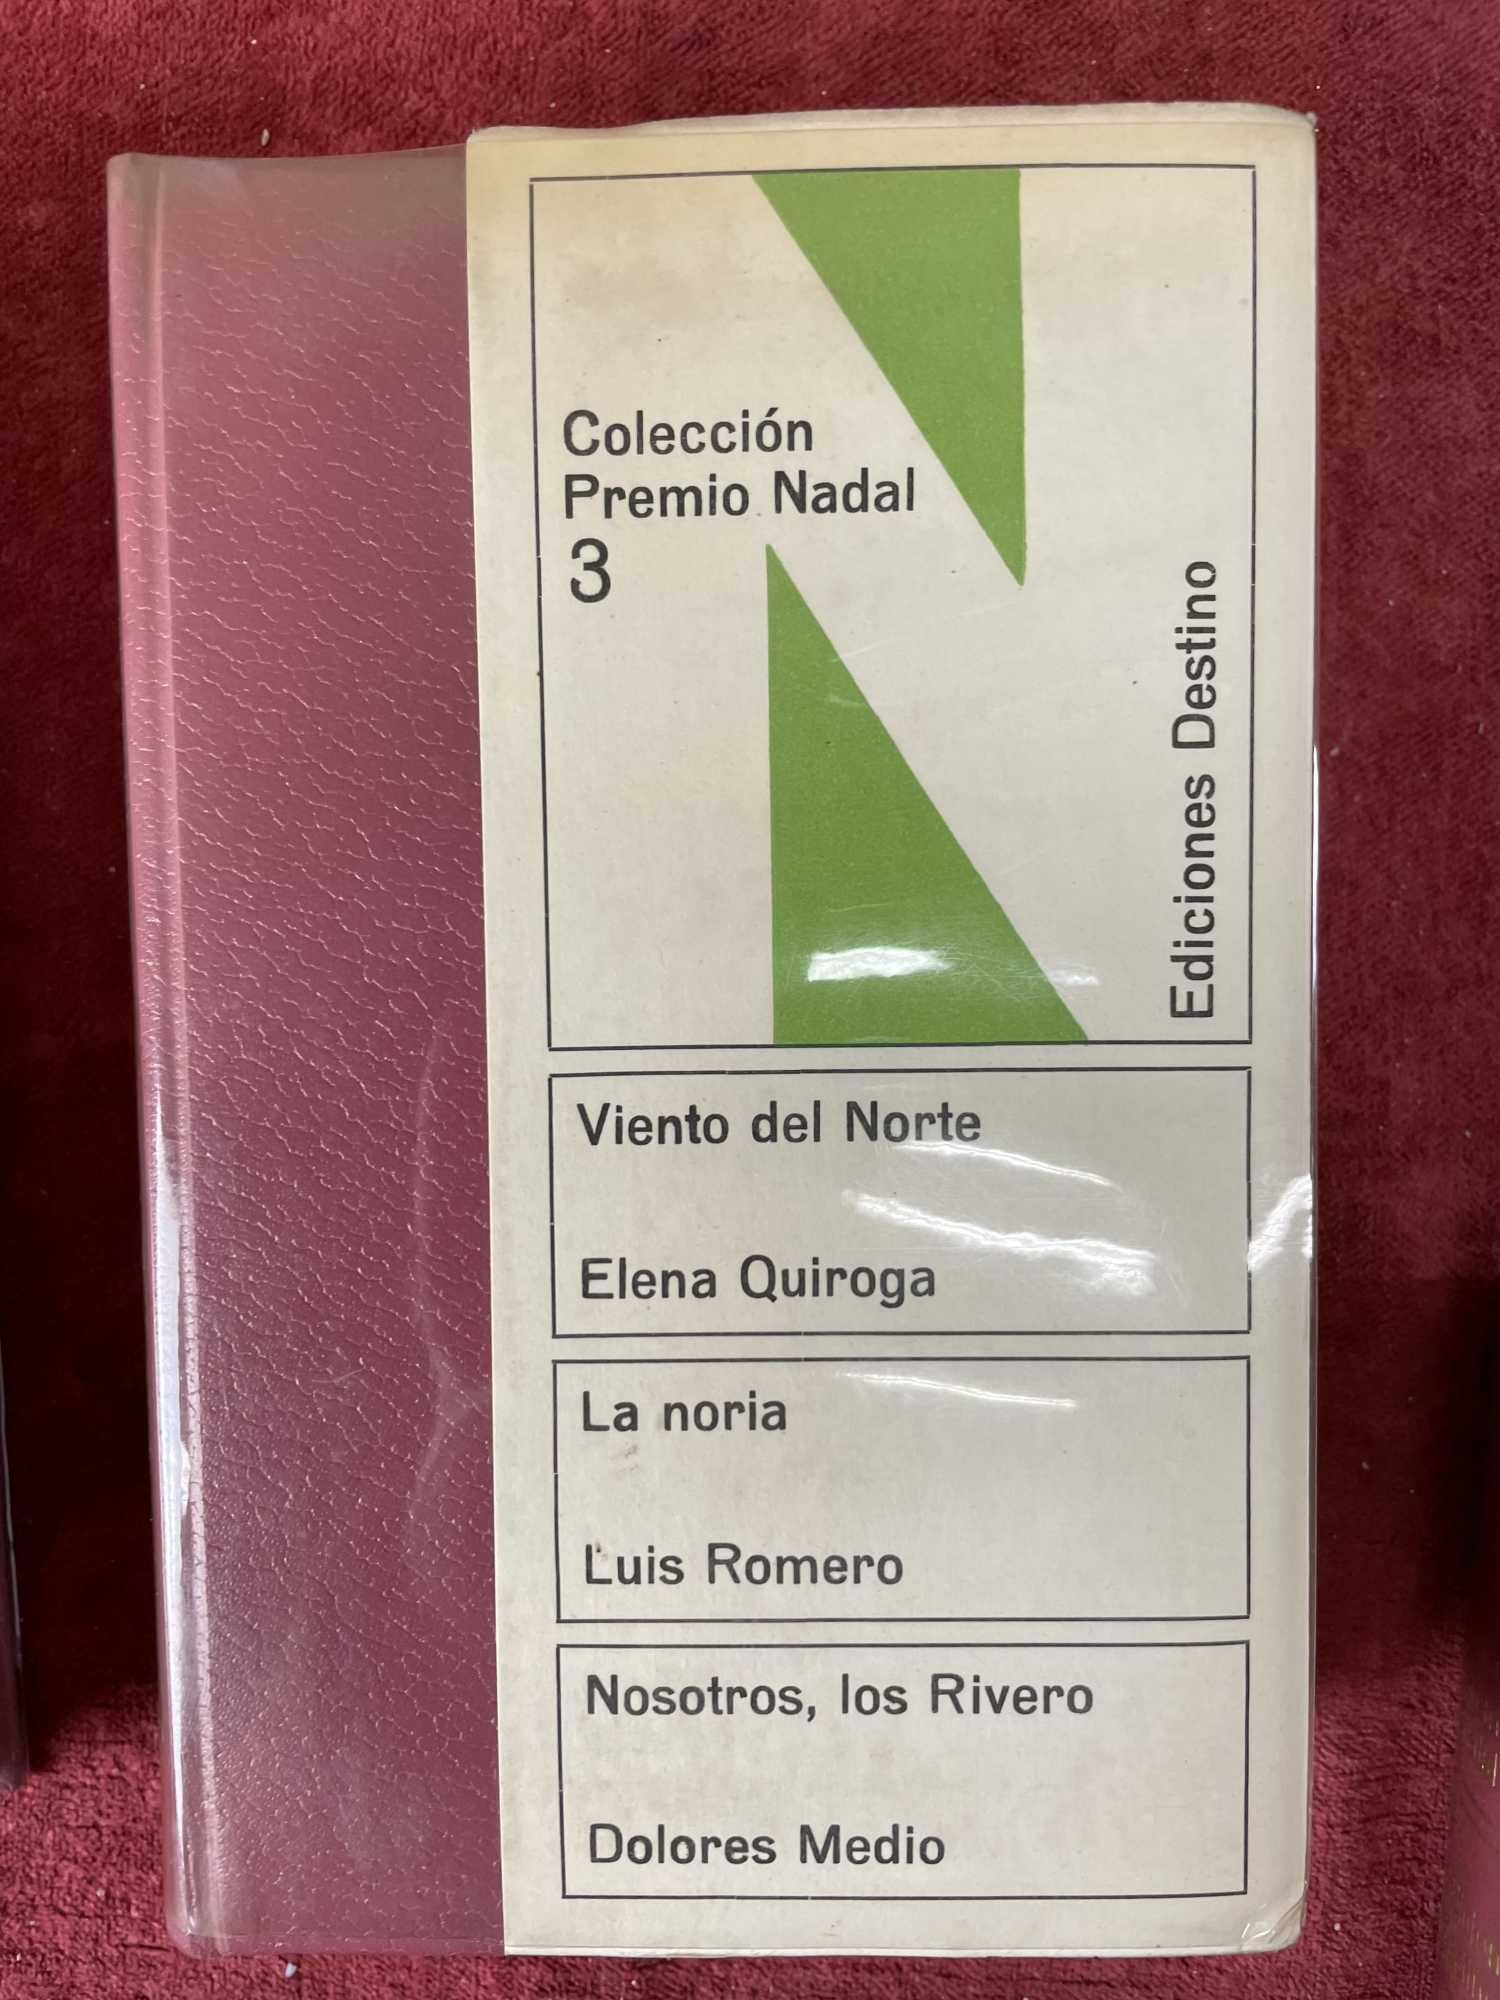 Colección
Premio Nadal
3
Ediciones Destino
Viento del Norte
Elena Quiroga
La noria
Luis Romero
Nosotros, los Rivero
Dolores Medio